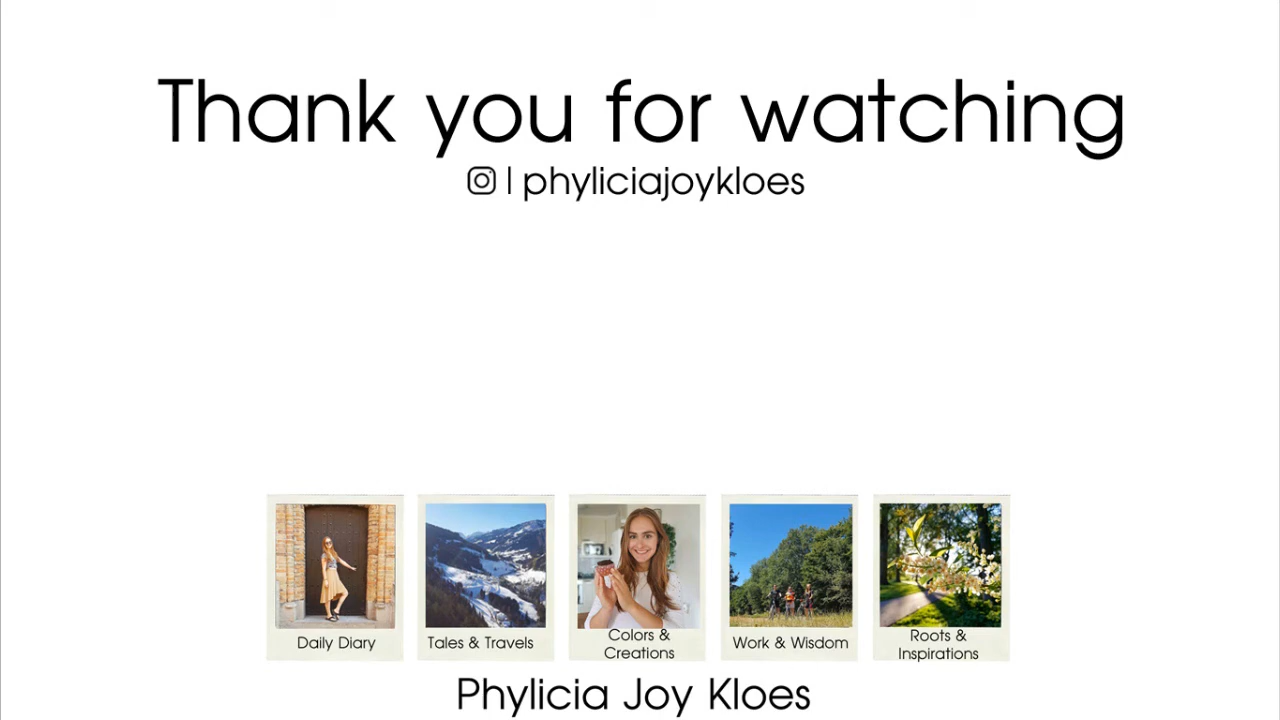 Thank you for watching
| phyliciajoykloes
Daily Diary
Tales & Travels
Colors &
Creations
Work & Wisdom
Roots &
Inspirations
Phylicia Joy Kloes